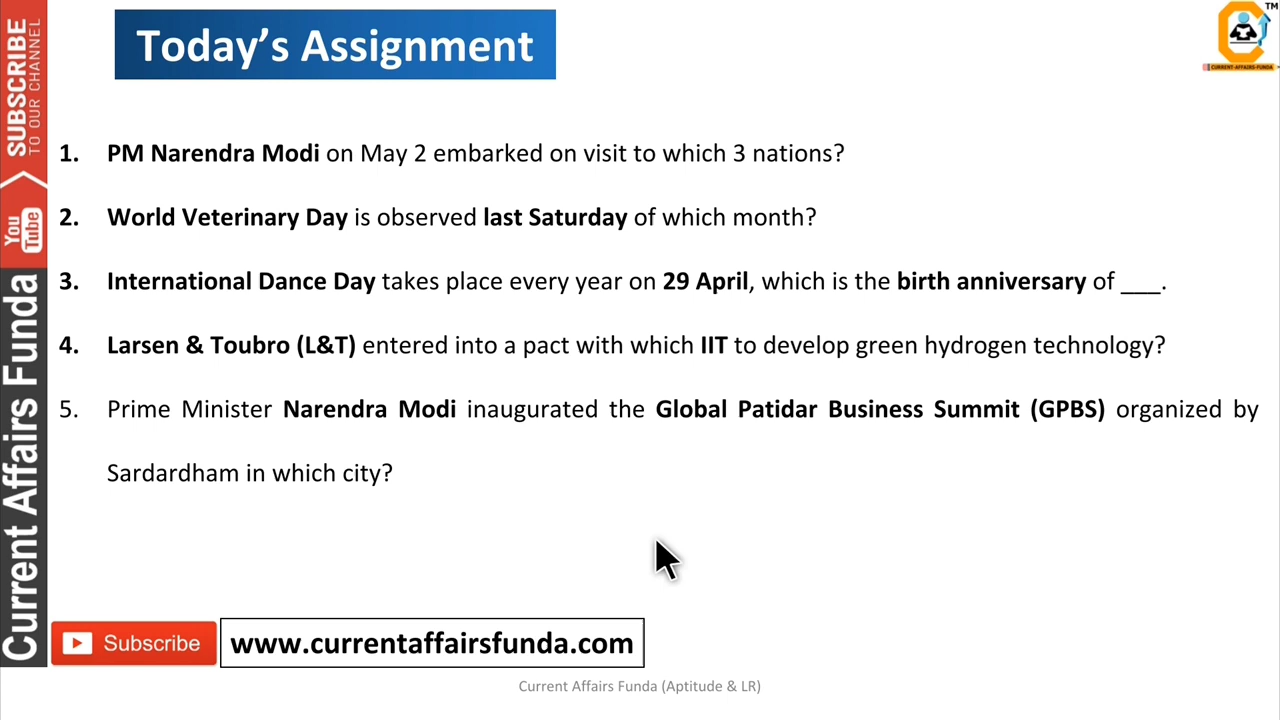 Today's Assignment
TM
CURRENT-AFFAIRS-FUNDA
SUBSCRIBE
TO OUR CHANNEL
You
Tube
Current Affairs Funda
1. PM Narendra Modi on May 2 embarked on visit to which 3 nations?
2. World Veterinary Day is observed last Saturday of which month?
3. International Dance Day takes place every year on 29 April, which is the birth anniversary of ___.
4. Larsen & Toubro (L&T) entered into a pact with which IIT to develop green hydrogen technology?
5. Prime Minister Narendra Modi inaugurated the Global Patidar Business Summit (GPBS) organized by
Sardardham in which city?
Subscribe
www.currentaffairsfunda.com
Current Affairs Funda (Aptitude & LR)